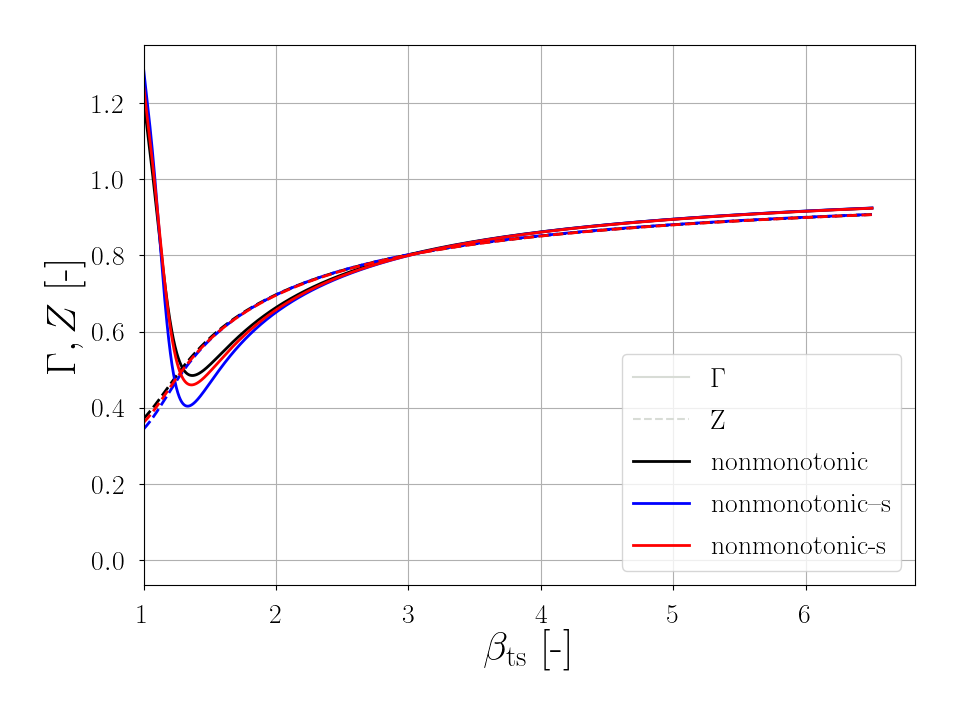 1.2
1.0
0.8
0.6
0.4
0.2
0.0
Γ, Z [-]
1 2 3 4 5 6
β_ts [-]
Γ
Z
nonmonotonic
nonmonotonic–s
nonmonotonic-s